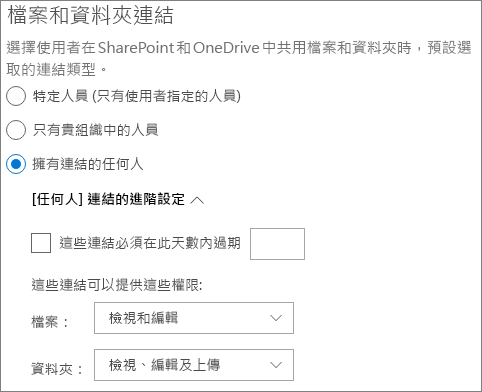 檔案和資料夾連結
選擇使用者在 SharePoint 和 OneDrive 中共用檔案和資料夾時，預設選
取的連結類型。
特定人員 (只有使用者指定的人員)
只有貴組織中的人員
擁有連結的任何人
[任何人] 連結的進階設定
這些連結必須在此天數內過期
這些連結可以提供這些權限:
檔案：
檢視和編輯
資料夾：
檢視、編輯及上傳